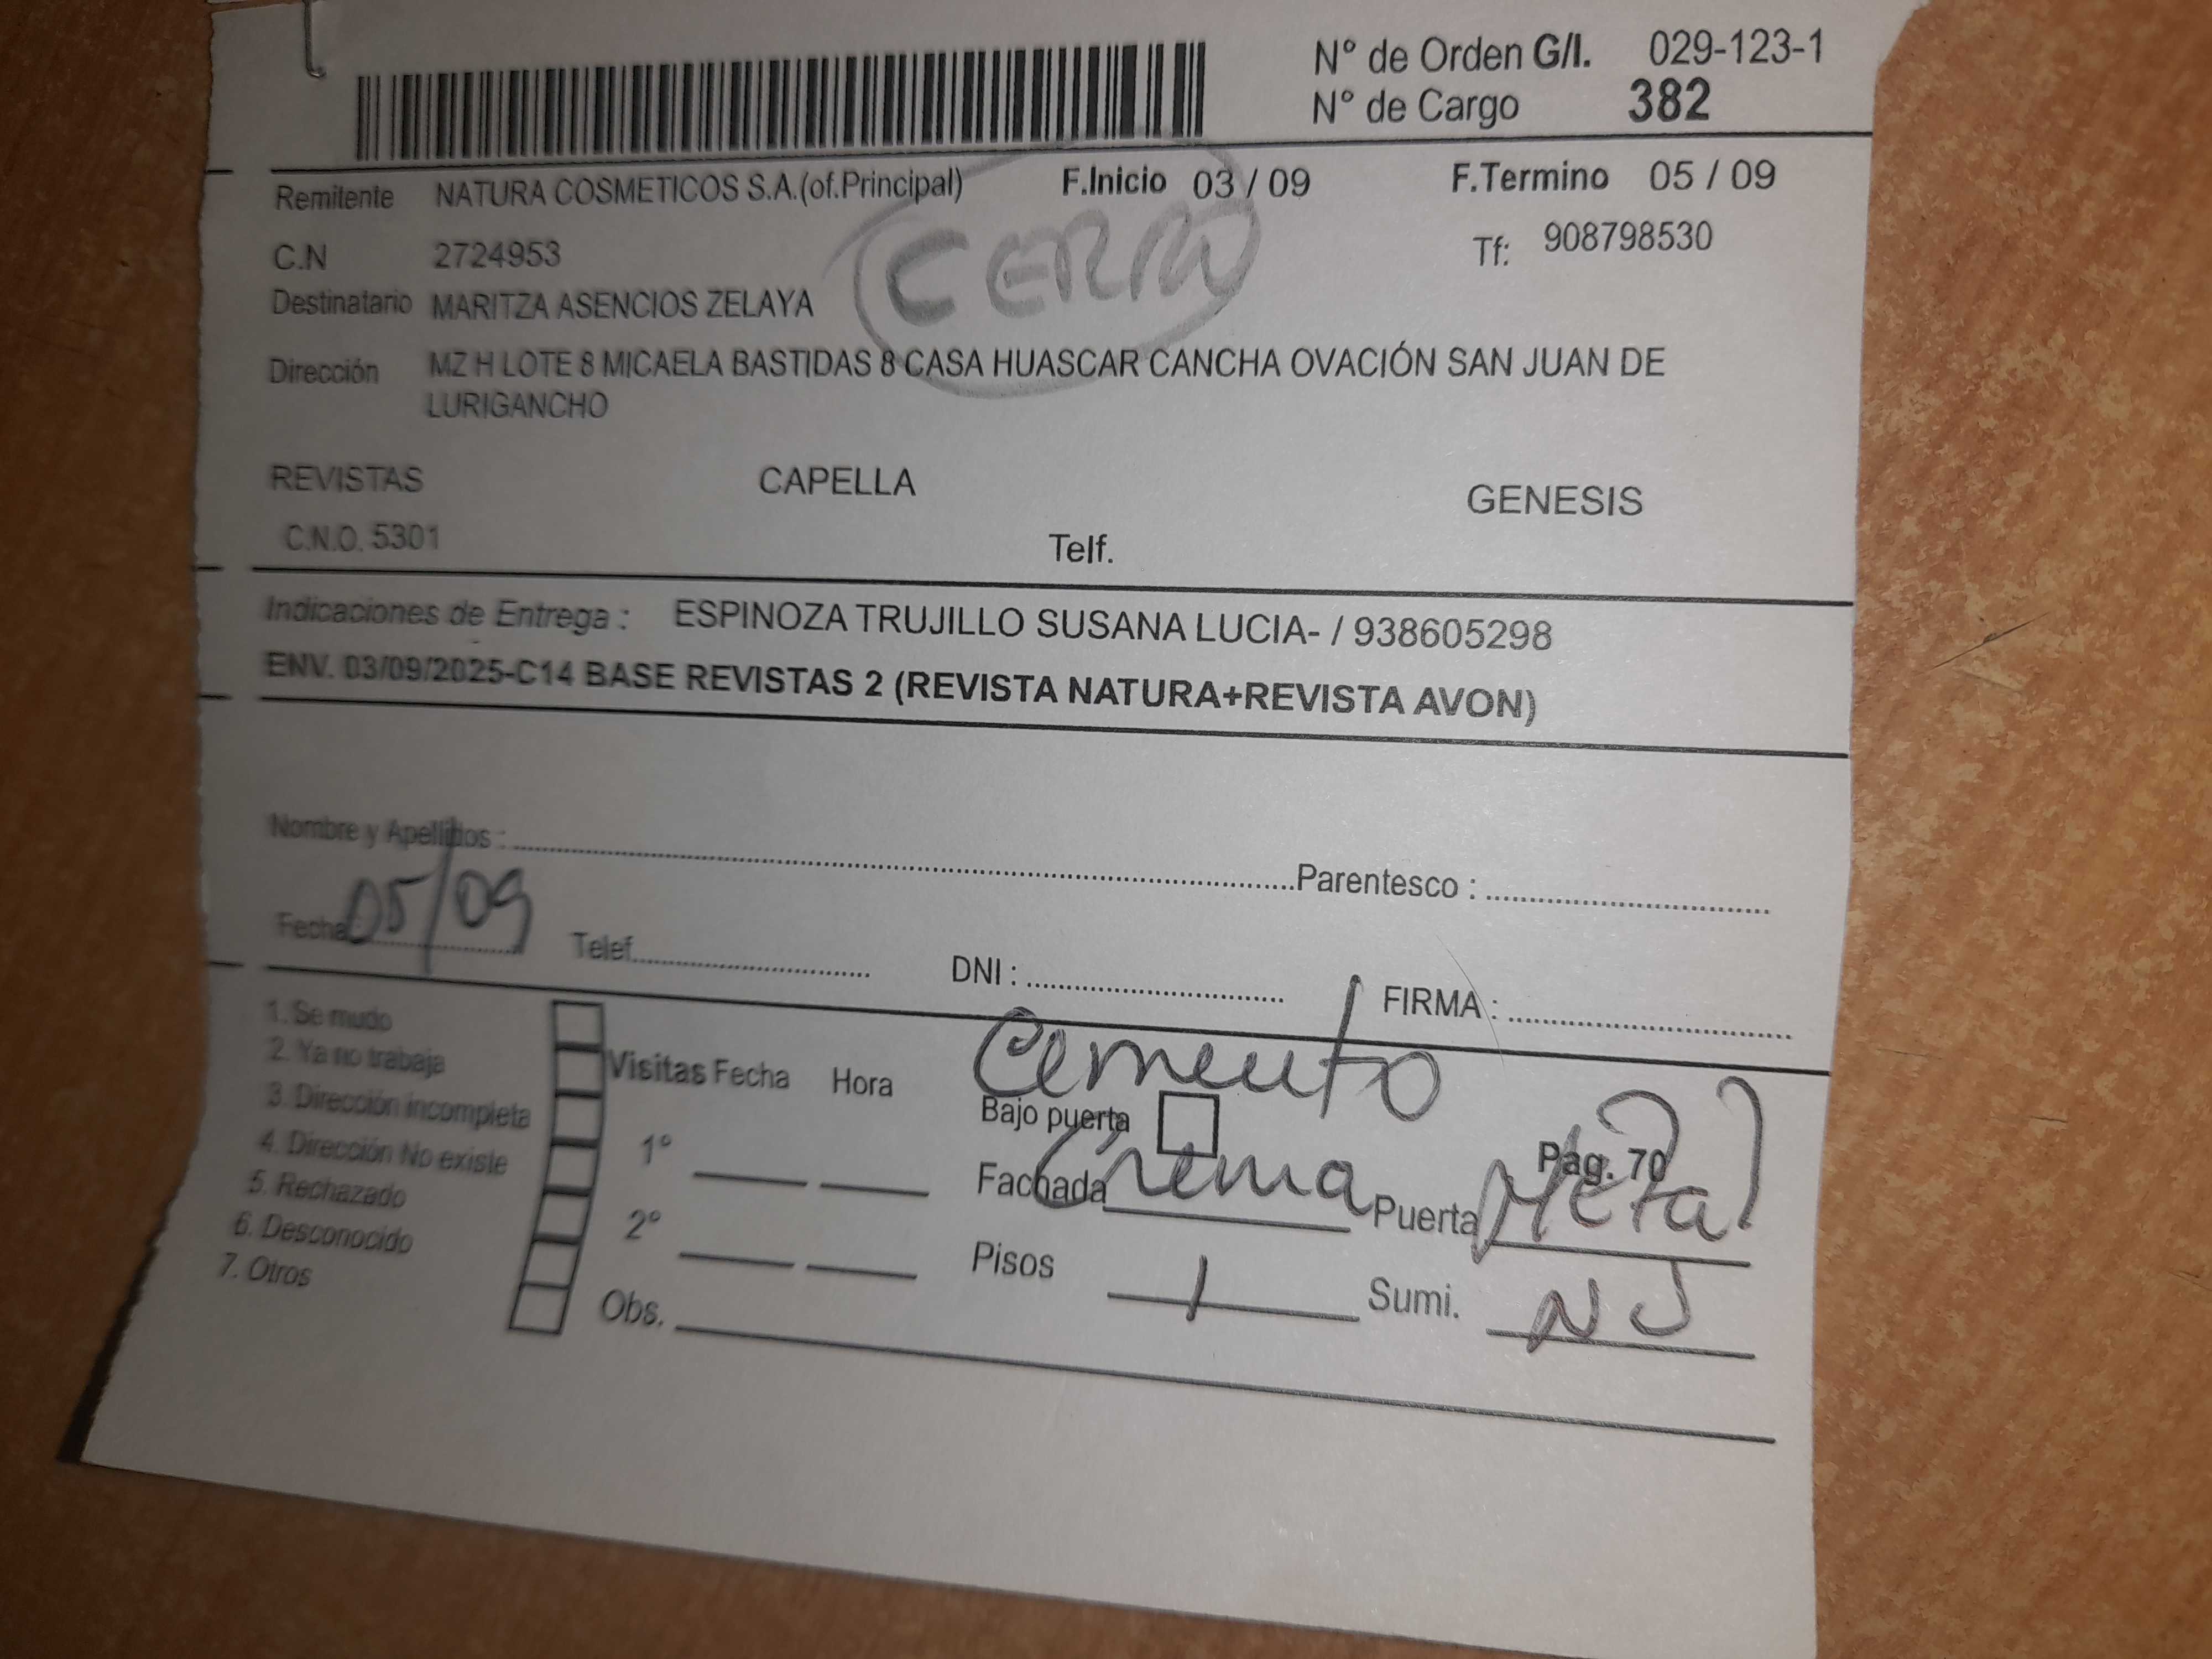 N° de Orden G/I. 029-123-1
N° de Cargo 382
Remitente NATURA COSMETICOS S.A.(of.Principal) F.Inicio 03 / 09 F.Termino 05 / 09
C.N 2724953 CERRO Tf: 908798530
Destinatario MARITZA ASENCIOS ZELAYA
Dirección MZ H LOTE 8 MICAELA BASTIDAS 8 CASA HUASCAR CANCHA OVACIÓN SAN JUAN DE
LURIGANCHO
REVISTAS CAPELLA GENESIS
C.N.O. 5301 Telf.
Indicaciones de Entrega : ESPINOZA TRUJILLO SUSANA LUCIA- / 938605298
ENV. 03/09/2025-C14 BASE REVISTAS 2 (REVISTA NATURA+REVISTA AVON)
Nombre y Apellidos : Parentesco :
Fecha: 05/09 Telef. DNI : FIRMA :
1. Se mudo
2. Ya no trabaja
3. Dirección incompleta
4. Dirección No existe
5. Rechazado
6. Desconocido
7. Otros
Visitas Fecha Hora
1°
2°
Obs.
Cemento
Bajo puerta
Pag. 70
Fachada Crema Puerta Metal
Pisos 1 Sumi. NJ